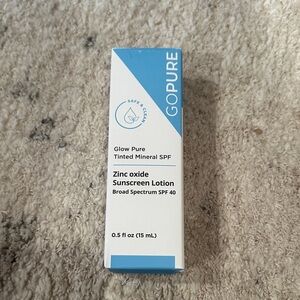 GOPURE
SAFE & CLEAN
Glow Pure
Tinted Mineral SPF
Zinc oxide
Sunscreen Lotion
Broad Spectrum SPF 40
0.5 fl oz (15 mL)